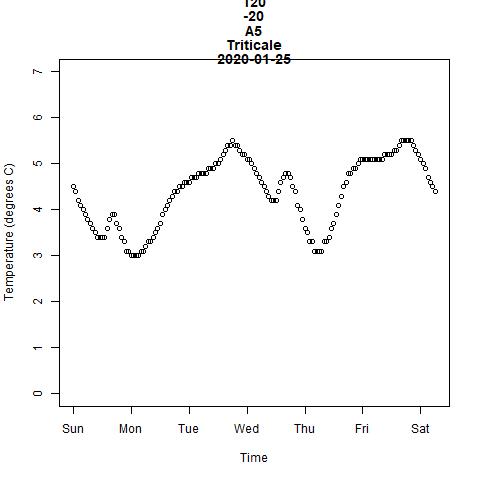 120
-20
A5
Triticale
2020-01-25
7
6
5
4
3
2
1
0
Temperature (degrees C)
Sun Mon Tue Wed Thu Fri Sat
Time